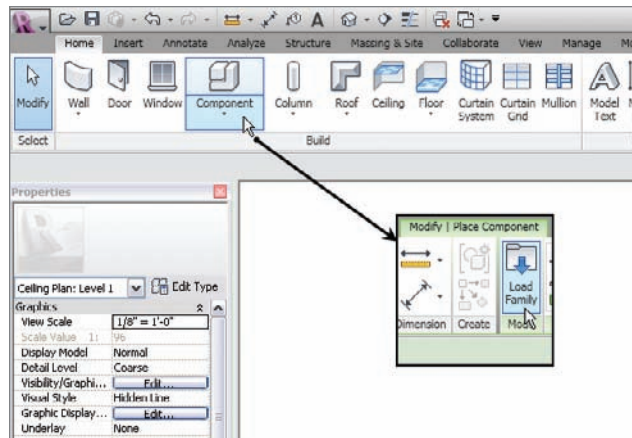 Home Insert Annotate Analyze Structure Massing & Site Collaborate View Manage
Modify Wall Door Window Component Column Roof Ceiling Floor Curtain System Curtain Grid Mullion Model Text
Select Build
Properties
Modify | Place Component
Load Family
Dimension Create Mode
Ceiling Plan: Level 1 Edit Type
Graphics
View Scale 1/8" = 1'-0"
Scale Value 1: 96
Display Model Normal
Detail Level Coarse
Visibility/Graphi... Edit...
Visual Style Hidden Line
Graphic Display... Edit...
Underlay None